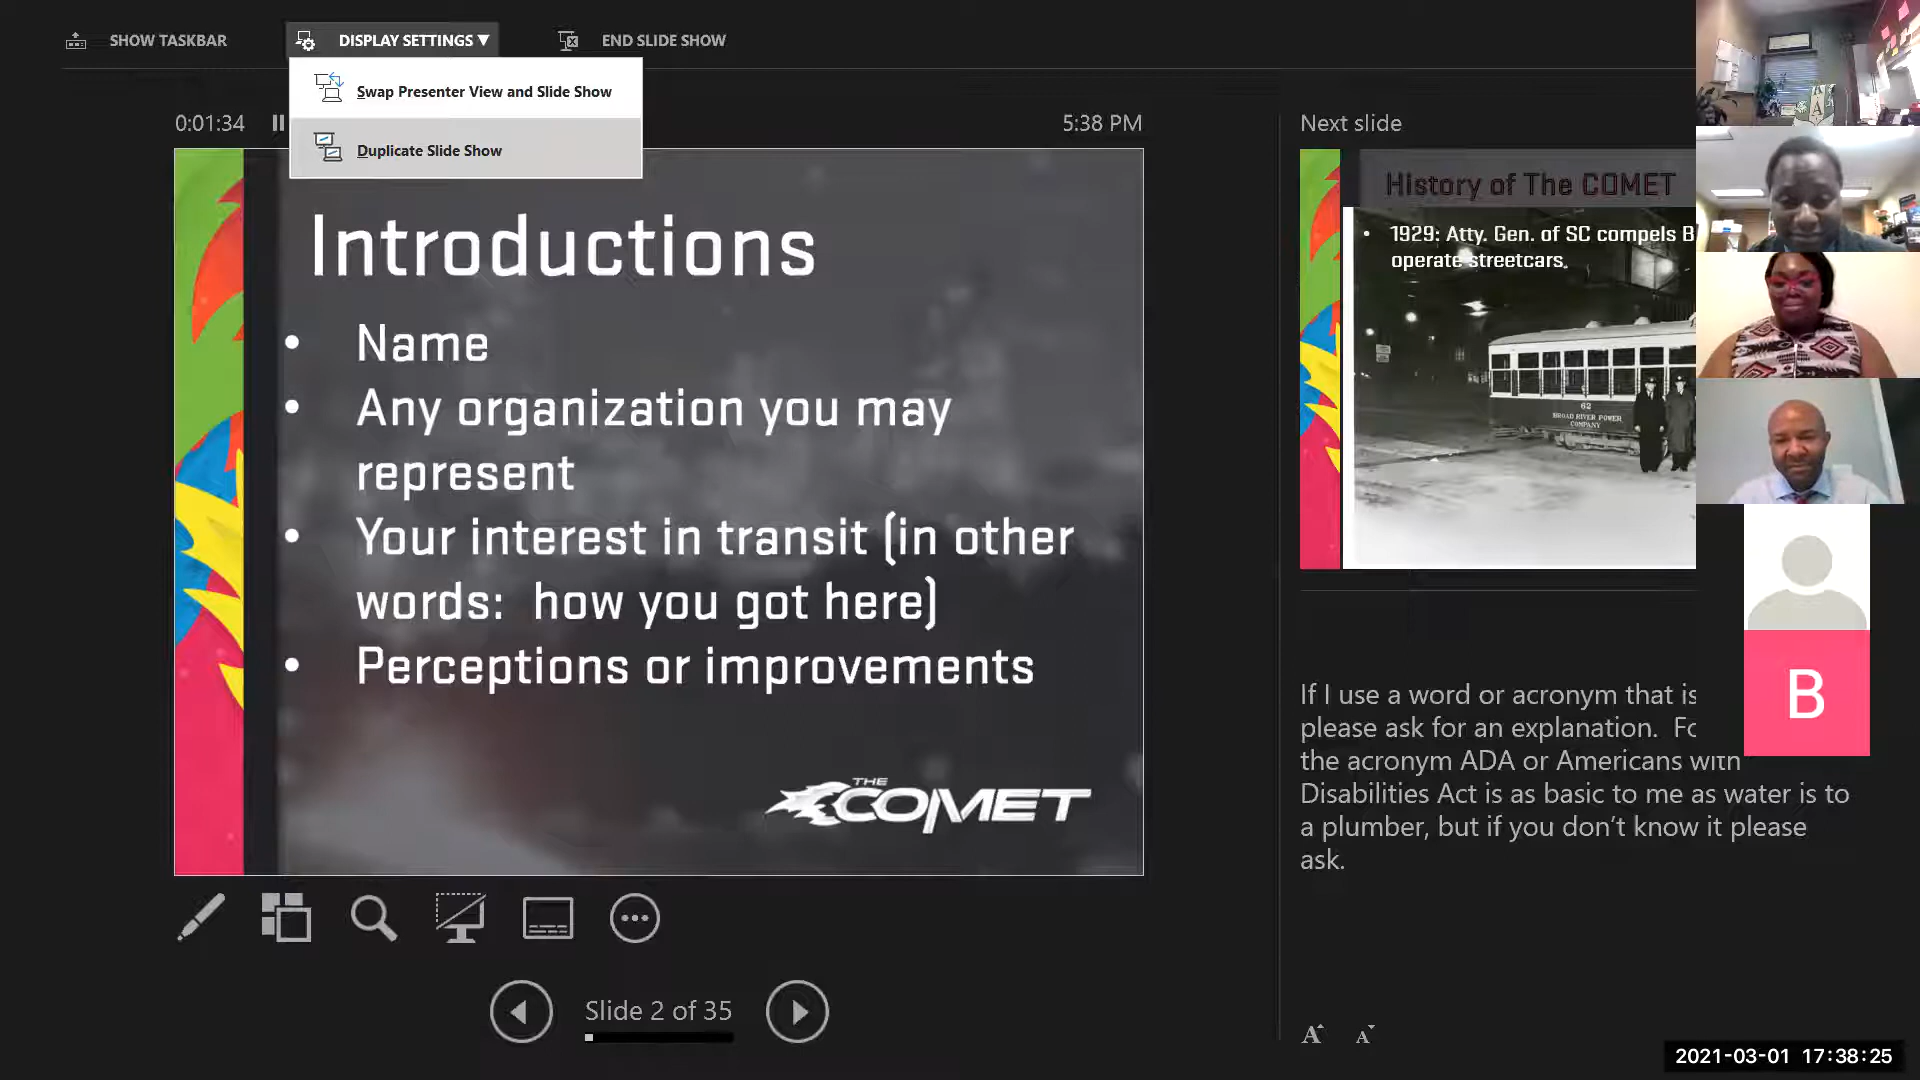 SHOW TASKBAR
DISPLAY SETTINGS ▼
END SLIDE SHOW
Swap Presenter View and Slide Show
Duplicate Slide Show
0:01:34
5:38 PM
Introductions
• Name
• Any organization you may
represent
• Your interest in transit (in other
words: how you got here)
• Perceptions or improvements
THE
COMET
Slide 2 of 35
Next slide
History of The COMET
• 1929: Atty. Gen. of SC compels B
operate streetcars.
62
BROAD RIVER POWER
COMPANY
If I use a word or acronym that is
please ask for an explanation. Fo
the acronym ADA or Americans with
Disabilities Act is as basic to me as water is to
a plumber, but if you don't know it please
ask.
A A
B
2021-03-01 17:38:25